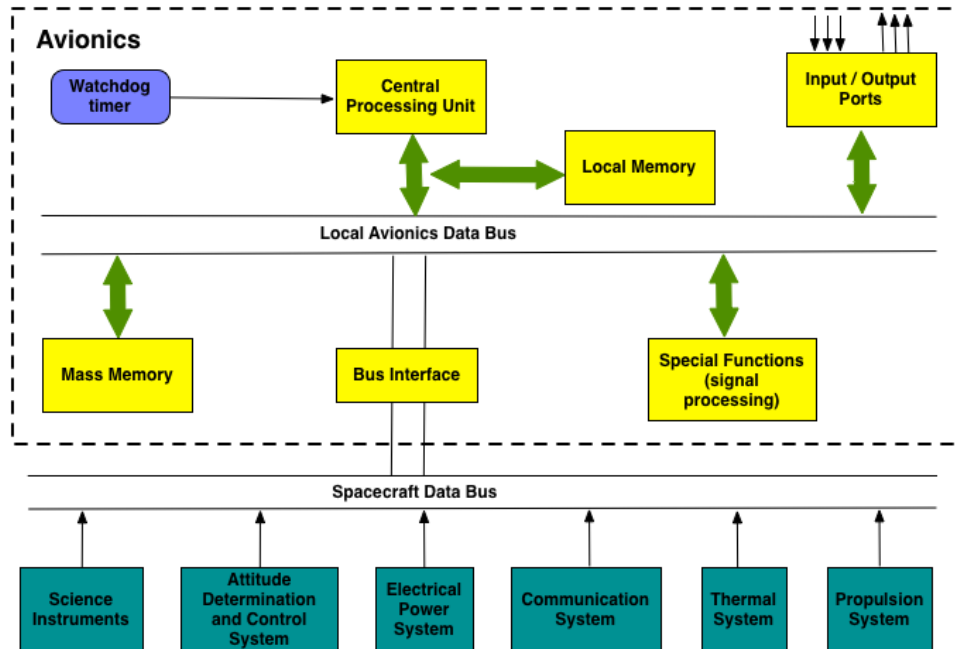 Avionics
Watchdog
timer
Central
Processing Unit
Input / Output
Ports
Local Memory
Local Avionics Data Bus
Mass Memory
Bus Interface
Special Functions
(signal
processing)
Spacecraft Data Bus
Science
Instruments
Attitude
Determination
and Control
System
Electrical
Power
System
Communication
System
Thermal
System
Propulsion
System